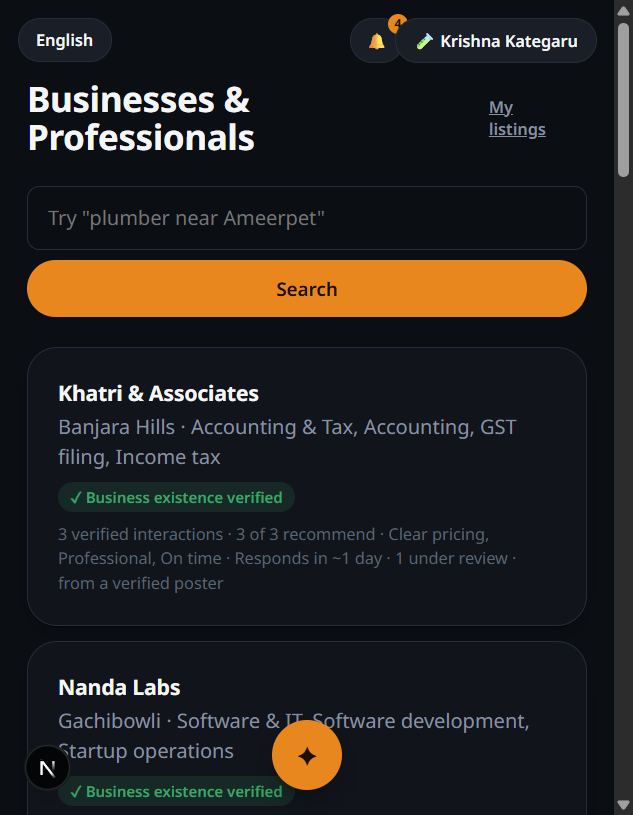 English
4
Krishna Kategaru
Businesses &
Professionals
My
listings
Try "plumber near Ameerpet"
Search
Khatri & Associates
Banjara Hills · Accounting & Tax, Accounting, GST
filing, Income tax
✓ Business existence verified
3 verified interactions · 3 of 3 recommend · Clear pricing,
Professional, On time · Responds in ~1 day · 1 under review ·
from a verified poster
Nanda Labs
Gachibowli · Software & IT, Software development,
Startup operations
N
✓ Business existence verified